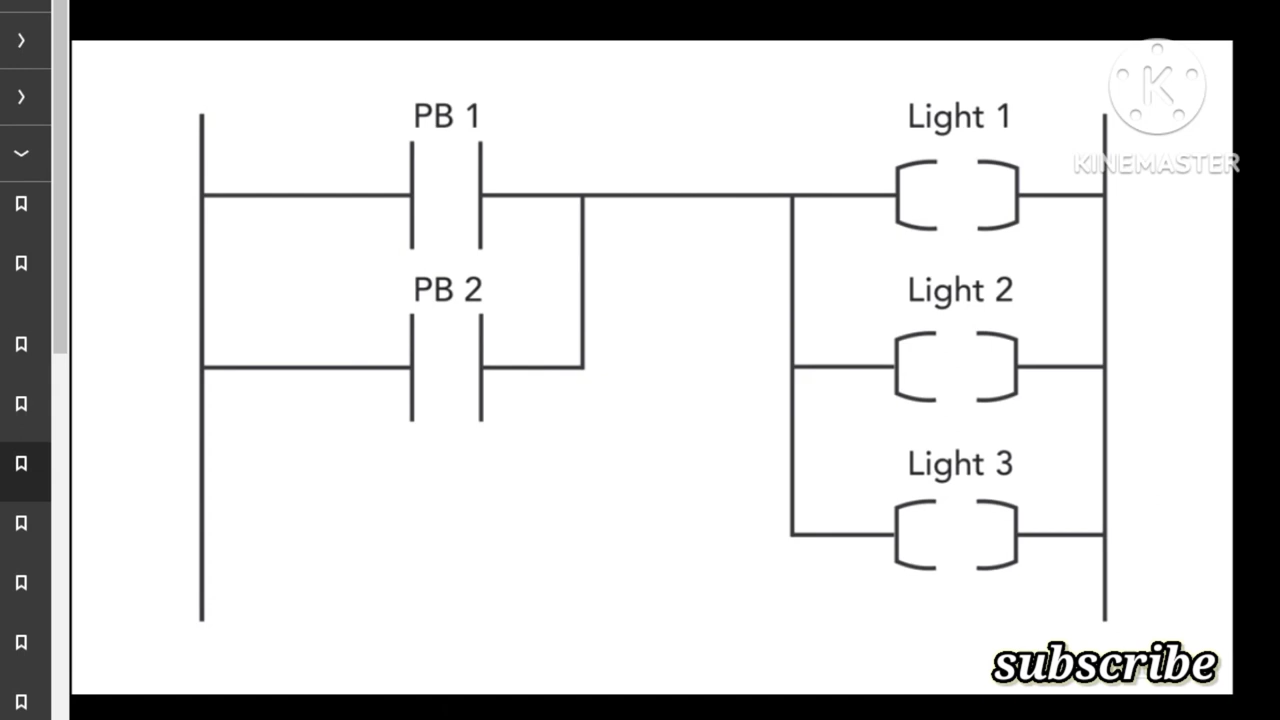 PB 1
Light 1
KINEMASTER
PB 2
Light 2
Light 3
subscribe